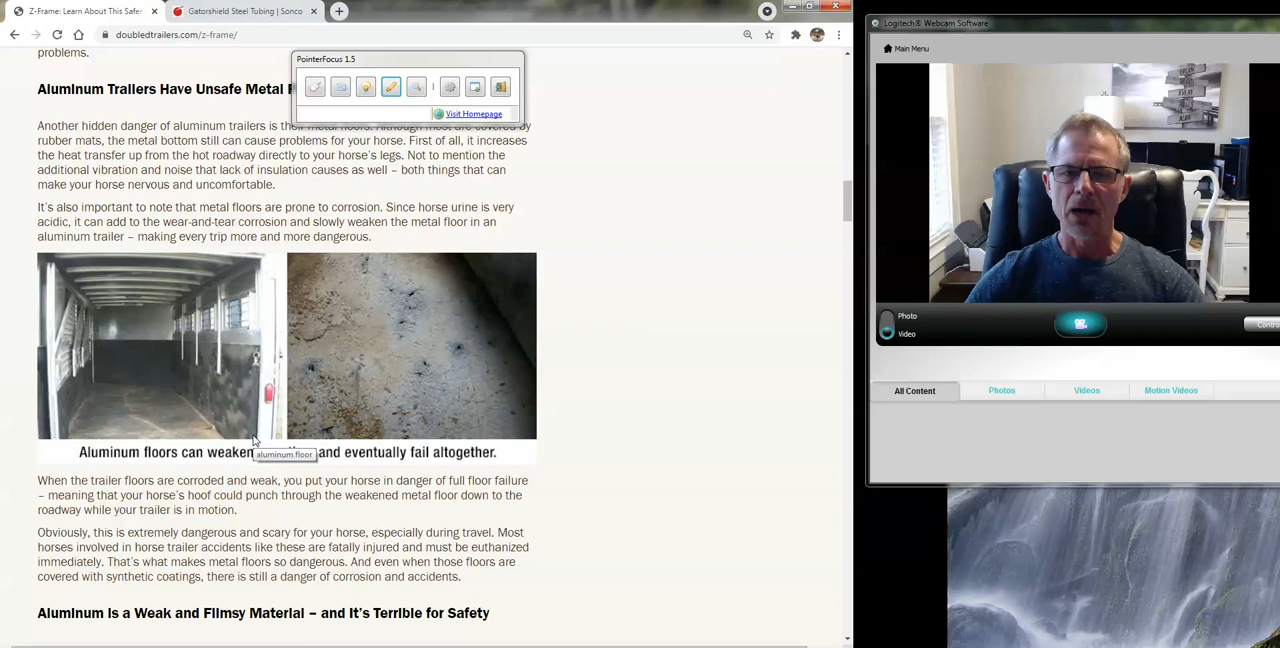 Z-Frame: Learn About This Safe
Gatorshield Steel Tubing | Sonco
doubledtrailers.com/z-frame/
problems.
PointerFocus 1.5
Visit Homepage
Aluminum Trailers Have Unsafe Metal
Another hidden danger of aluminum trailers is their metal floors. Although most are covered by
rubber mats, the metal bottom still can cause problems for your horse. First of all, it increases
the heat transfer up from the hot roadway directly to your horse's legs. Not to mention the
additional vibration and noise that lack of insulation causes as well – both things that can
make your horse nervous and uncomfortable.
It's also important to note that metal floors are prone to corrosion. Since horse urine is very
acidic, it can add to the wear-and-tear corrosion and slowly weaken the metal floor in an
aluminum trailer – making every trip more and more dangerous.
Aluminum floors can weaken and eventually fail altogether.
aluminum floor
When the trailer floors are corroded and weak, you put your horse in danger of full floor failure
– meaning that your horse's hoof could punch through the weakened metal floor down to the
roadway while your trailer is in motion.
Obviously, this is extremely dangerous and scary for your horse, especially during travel. Most
horses involved in horse trailer accidents like these are fatally injured and must be euthanized
immediately. That's what makes metal floors so dangerous. And even when those floors are
covered with synthetic coatings, there is still a danger of corrosion and accidents.
Aluminum is a Weak and Flimsy Material – and It's Terrible for Safety
Logitech® Webcam Software
Main Menu
Photo
Video
Contro
All Content
Photos
Videos
Motion Videos